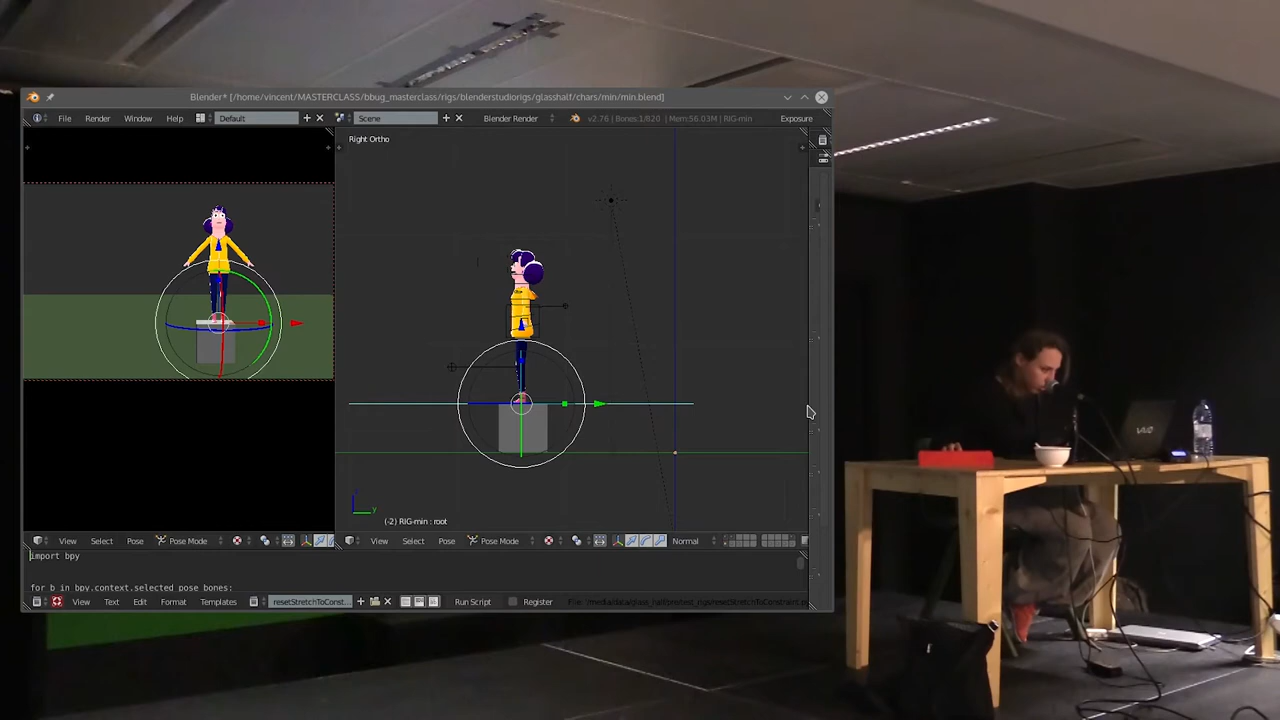 Blender* [/home/vincent/MASTERCLASS/bbug_masterclass/rigs/blenderstudiorigs/glasshalf/chars/min/min.blend]
File Render Window Help Default Scene Blender Render v2.76 | Bones:1/820 | Mem:56.03M | RIG-min Exposure
Right Ortho
z
y
(-2) RIG-min : root
View Select Pose Pose Mode View Select Pose Pose Mode Normal
import bpy
for b in bpy.context.selected_pose_bones:
View Text Edit Format Templates resetStretchToConst... Run Script Register
VAIO